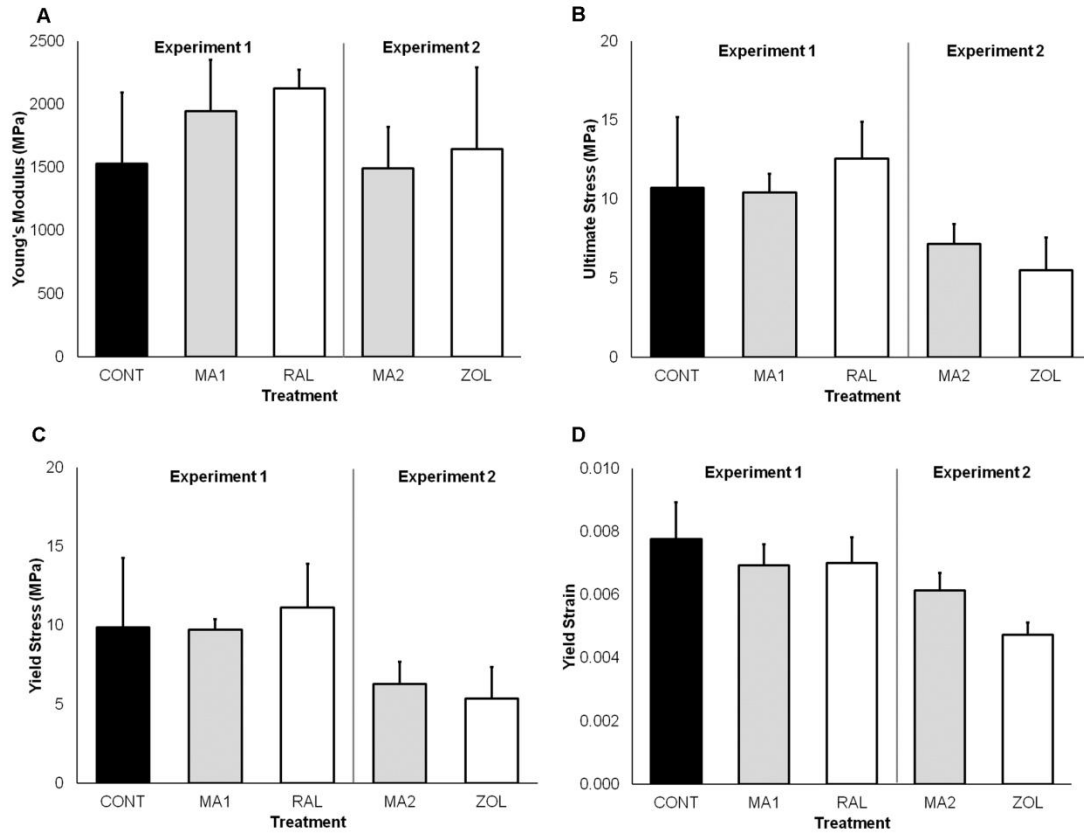 A
Experiment 1
Experiment 2
Young's Modulus (MPa)
2500
2000
1500
1000
500
0
CONT MA1 RAL MA2 ZOL
Treatment
B
Experiment 1
Experiment 2
Ultimate Stress (MPa)
20
15
10
5
0
CONT MA1 RAL MA2 ZOL
Treatment
C
Experiment 1
Experiment 2
Yield Stress (MPa)
20
15
10
5
0
CONT MA1 RAL MA2 ZOL
Treatment
D
Experiment 1
Experiment 2
Yield Strain
0.010
0.008
0.006
0.004
0.002
0.000
CONT MA1 RAL MA2 ZOL
Treatment